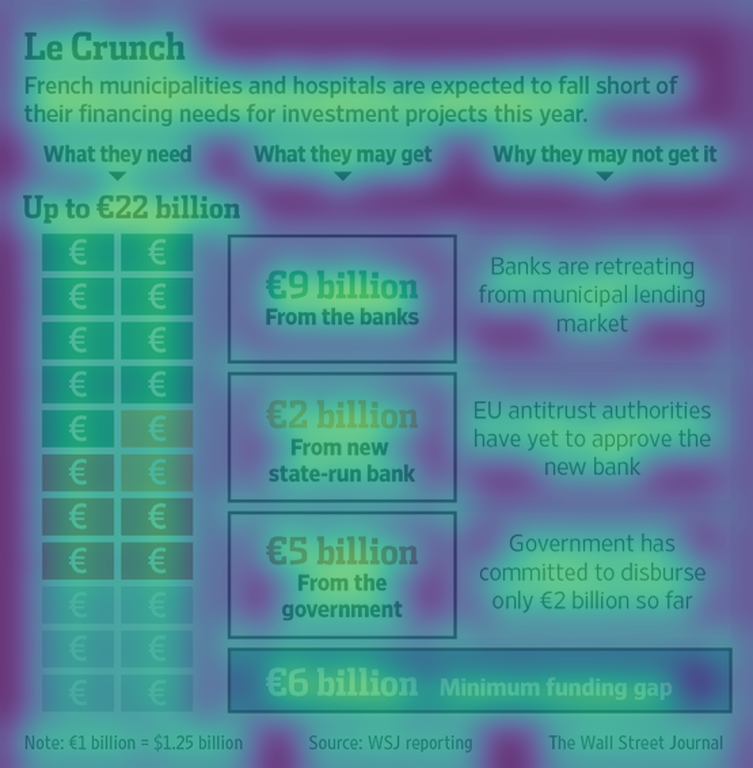 Le Crunch
French municipalities and hospitals are expected to fall short of
their financing needs for investment projects this year.
What they need
What they may get
Why they may not get it
Up to €22 billion
€ €
€ €
€ €
€ €
€ €
€ €
€ €
€ €
€ €
€ €
€ €
€9 billion
From the banks
Banks are retreating
from municipal lending
market
€2 billion
From new
state-run bank
EU antitrust authorities
have yet to approve the
new bank
€5 billion
From the
government
Government has
committed to disburse
only €2 billion so far
€6 billion Minimum funding gap
Note: €1 billion = $1.25 billion
Source: WSJ reporting
The Wall Street Journal